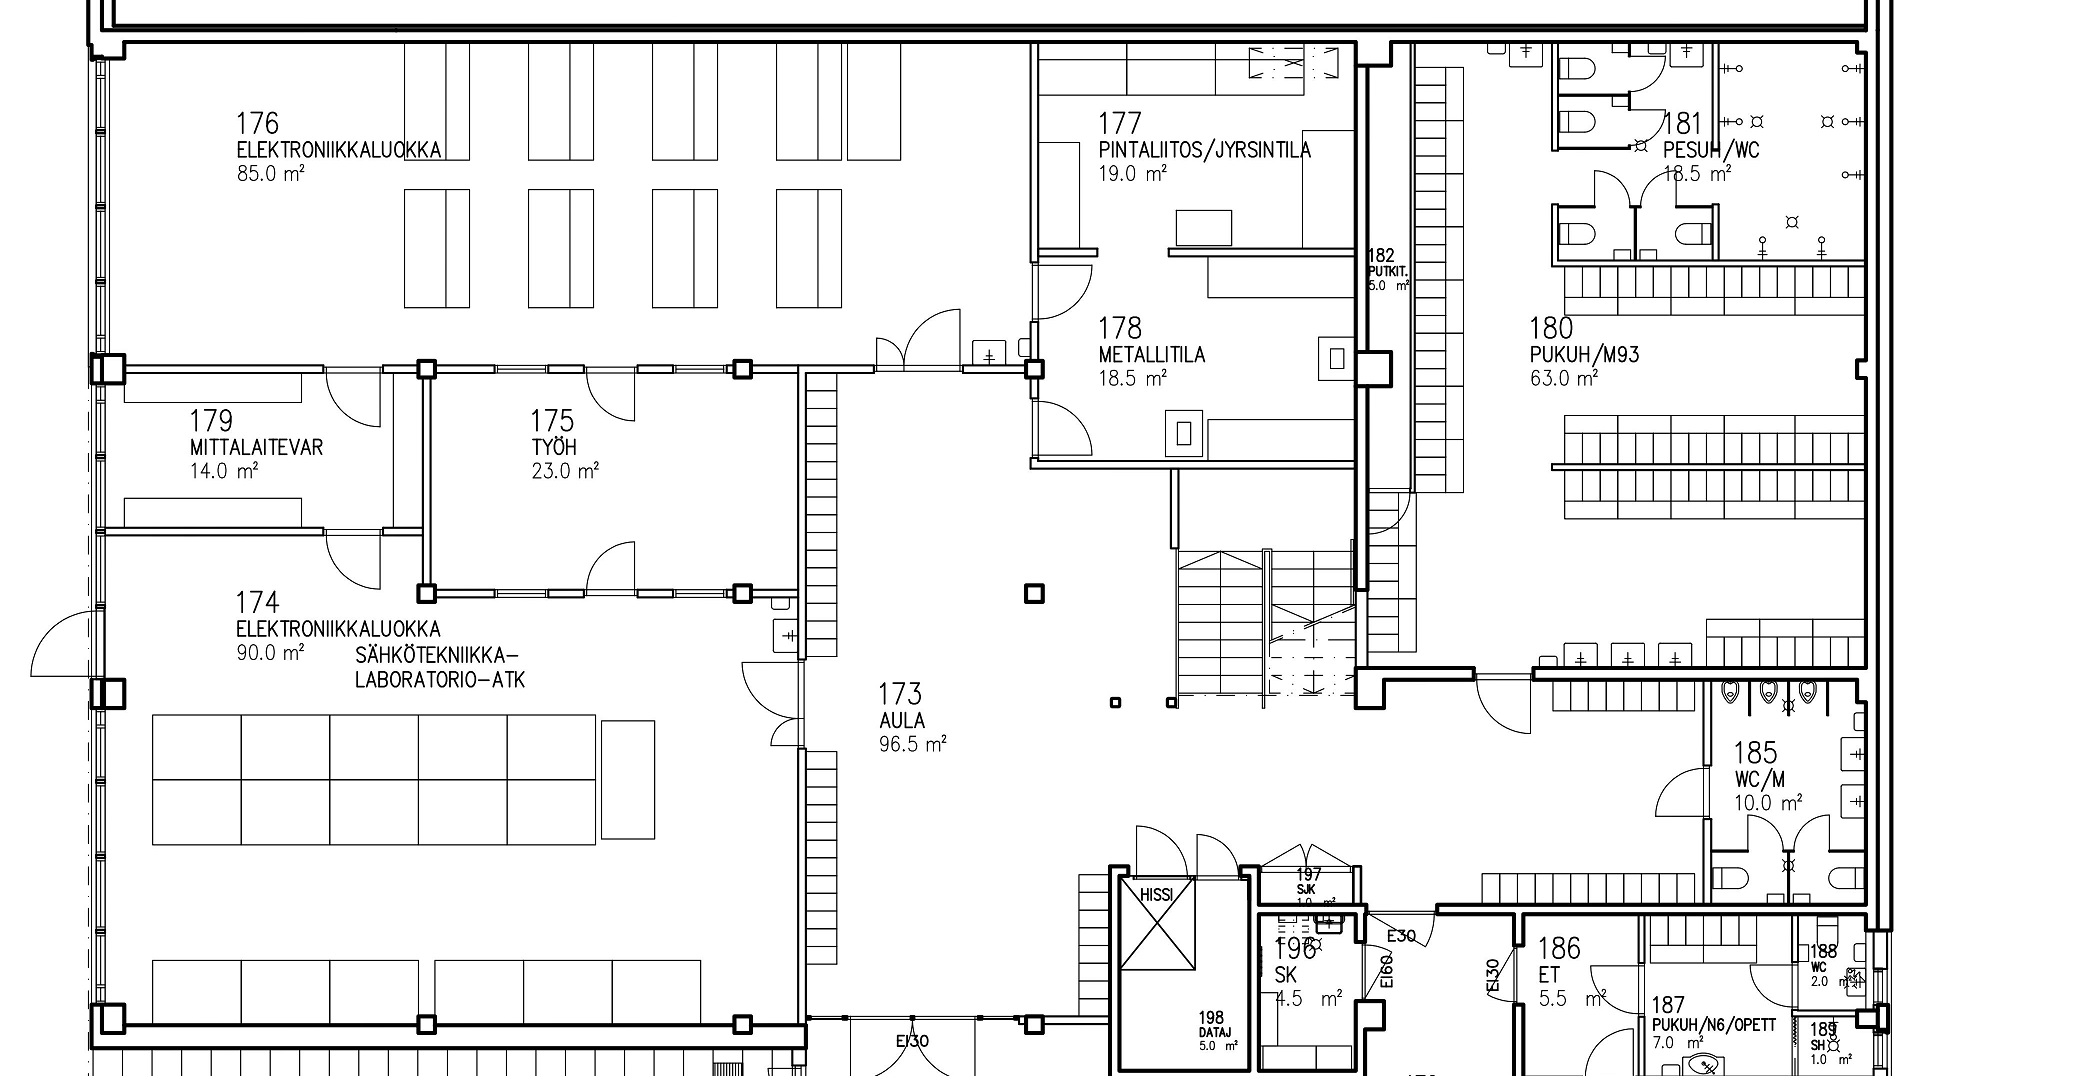 176
ELEKTRONIIKKALUOKKA
85.0 m²
177
PINTALIITOS/JYRSINTILA
19.0 m²
181
PESUH/WC
18.5 m²
182
PUTKIT.
5.0 m²
178
METALLITILA
18.5 m²
180
PUKUH/M93
63.0 m²
179
MITTALAITEVAR
14.0 m²
175
TYÖH
23.0 m²
174
ELEKTRONIIKKALUOKKA
90.0 m²
SÄHKÖTEKNIIKKA-
LABORATORIO-ATK
173
AULA
96.5 m²
185
WC/M
10.0 m²
HISSI
197
SJK
1.0 m²
E30
196
SK
4.5 m²
EI60
EI30
186
ET
5.5 m²
188
WC
2.0 m²
187
PUKUH/N6/OPETT
7.0 m²
198
DATAJ
5.0 m²
189
SH
1.0 m²
EI30